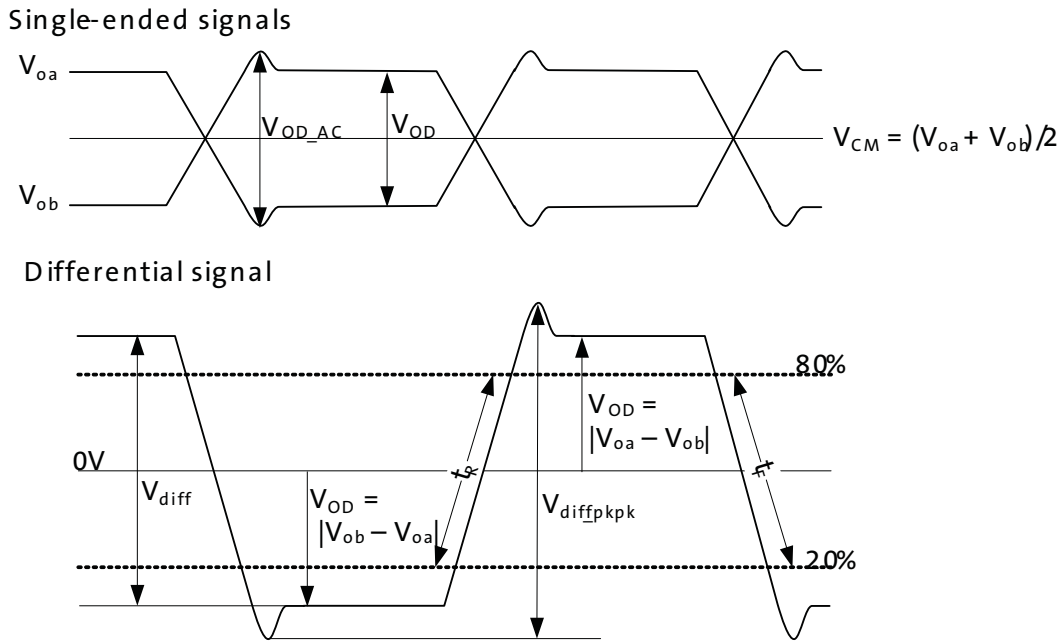 Single-ended signals
Voa
VOD_AC
VOD
VCM = (Voa + Vob)/2
Vob
Differential signal
80%
VOD =
|Voa – Vob|
0V
tR
tF
Vdiff
VOD =
|Vob – Voa|
Vdiff_pkpk
20%